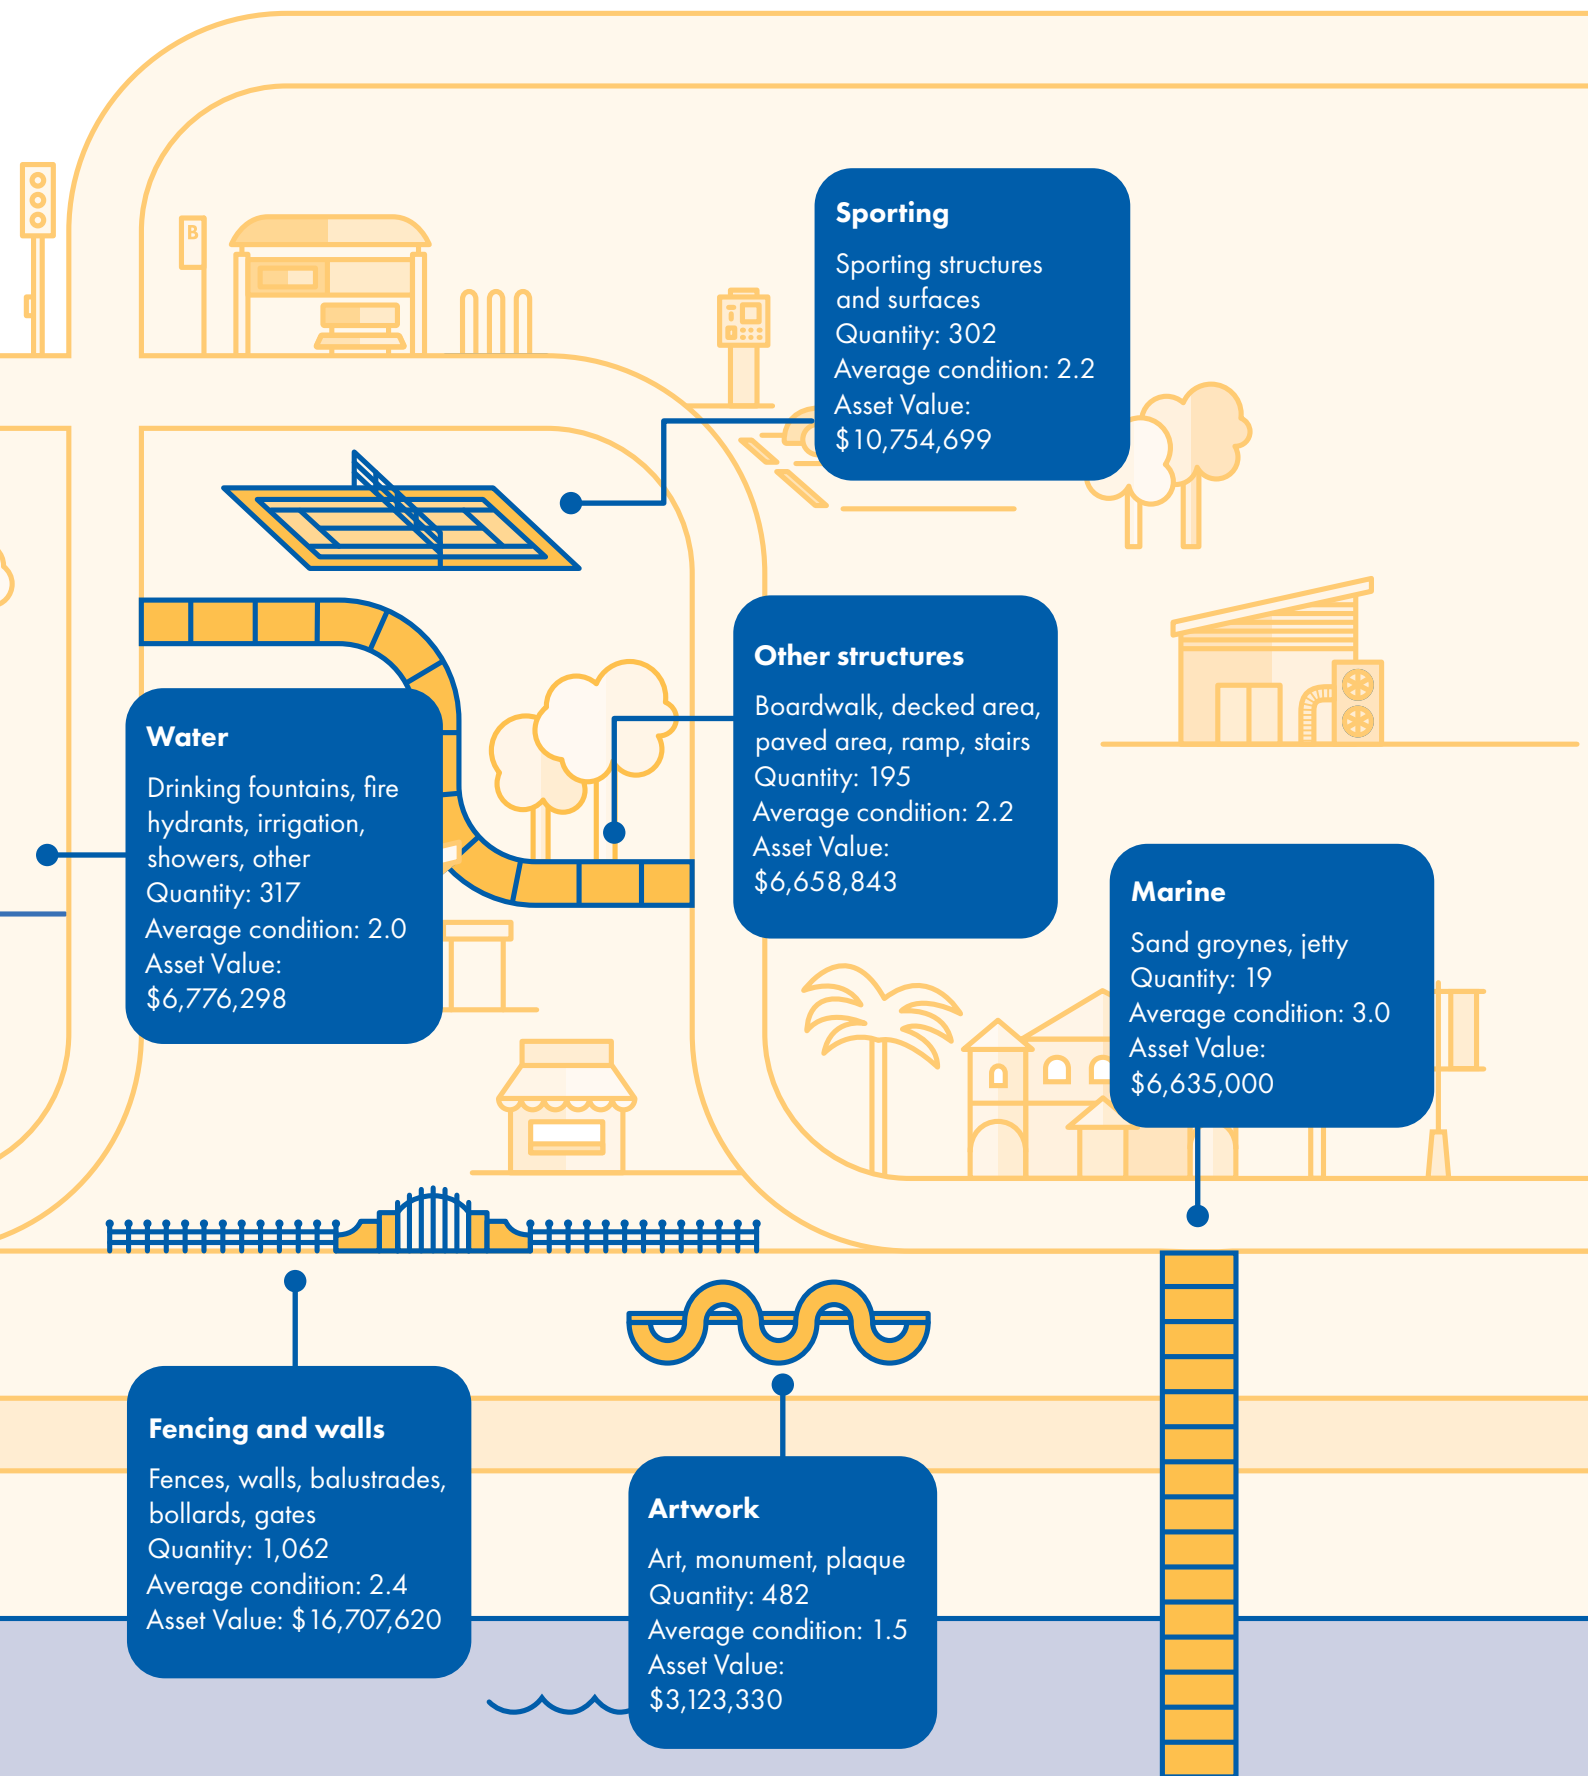 B
Sporting
Sporting structures
and surfaces
Quantity: 302
Average condition: 2.2
Asset Value:
$10,754,699
Other structures
Boardwalk, decked area,
paved area, ramp, stairs
Quantity: 195
Average condition: 2.2
Asset Value:
$6,658,843
Water
Drinking fountains, fire
hydrants, irrigation,
showers, other
Quantity: 317
Average condition: 2.0
Asset Value:
$6,776,298
Marine
Sand groynes, jetty
Quantity: 19
Average condition: 3.0
Asset Value:
$6,635,000
Fencing and walls
Fences, walls, balustrades,
bollards, gates
Quantity: 1,062
Average condition: 2.4
Asset Value: $16,707,620
Artwork
Art, monument, plaque
Quantity: 482
Average condition: 1.5
Asset Value:
$3,123,330